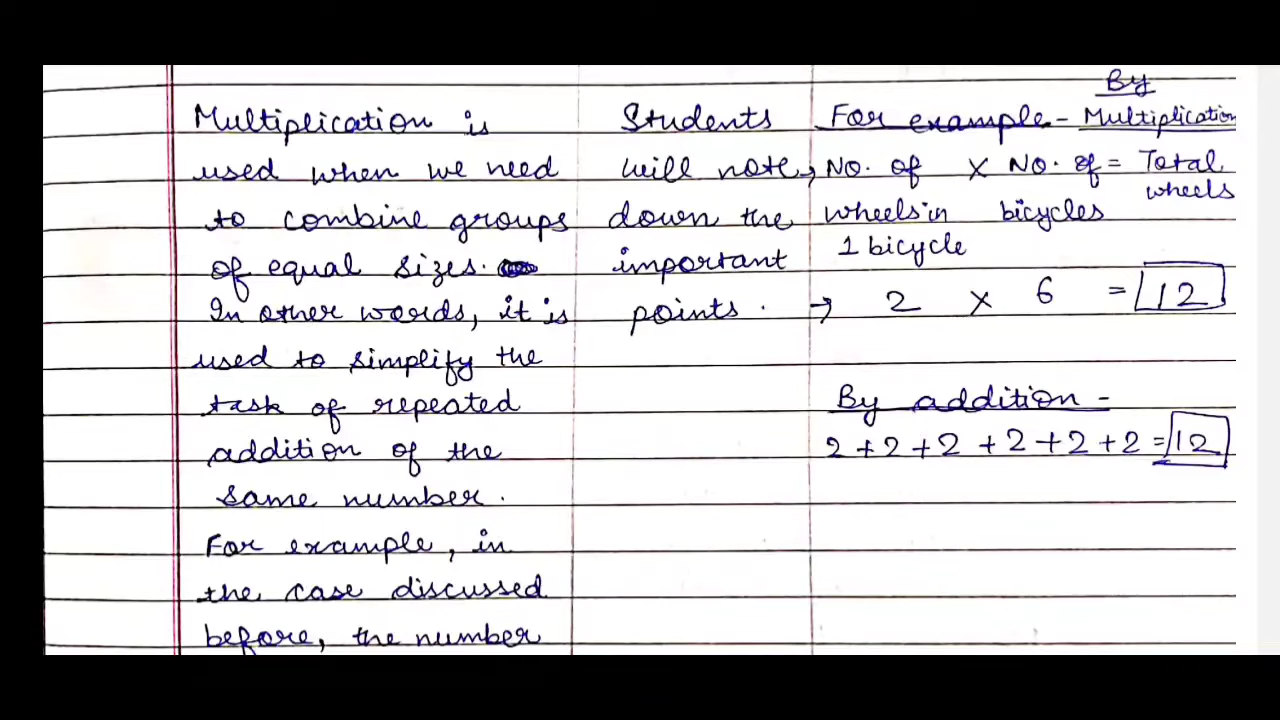 Multiplication is
used when we need
to combine groups
of equal sizes.
In other words, it is
used to simplify the
task of repeated
addition of the
same number.
For example, in
the case discussed
before, the number
Students
will note
down the
important
points.
By
For example - Multiplication
→ No. of × No. of = Total
wheels
wheels in bicycles
1 bicycle
→ 2 × 6 = 12
By addition -
2 + 2 + 2 + 2 + 2 + 2 = 12